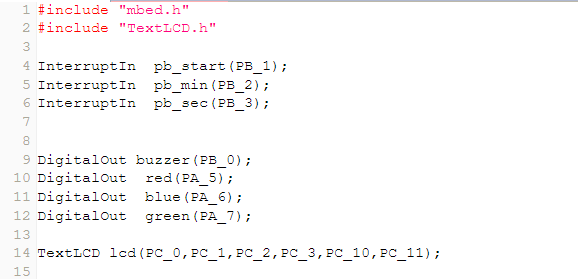 1 #include "mbed.h"
2 #include "TextLCD.h"
3
4 InterruptIn  pb_start(PB_1);
5 InterruptIn  pb_min(PB_2);
6 InterruptIn  pb_sec(PB_3);
7
8
9 DigitalOut buzzer(PB_0);
10 DigitalOut  red(PA_5);
11 DigitalOut  blue(PA_6);
12 DigitalOut  green(PA_7);
13
14 TextLCD lcd(PC_0,PC_1,PC_2,PC_3,PC_10,PC_11);
15